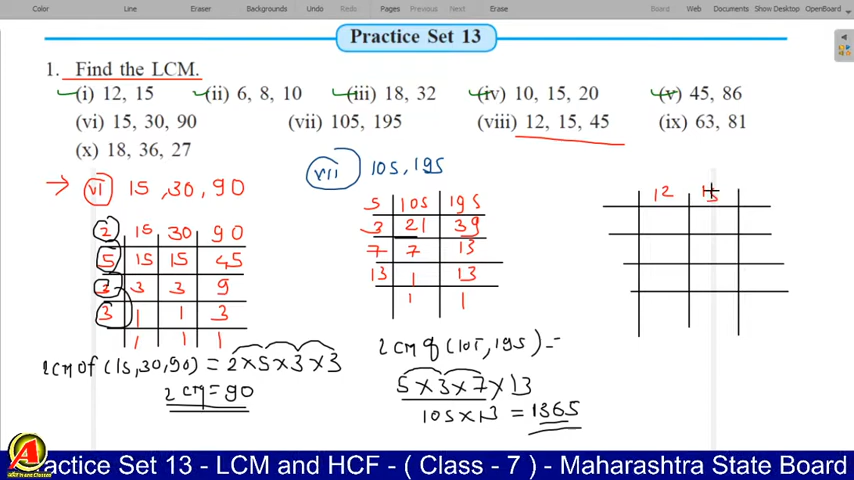 Color Line Eraser Backgrounds Undo Redo Pages Previous Next Erase Board Web Documents Show Desktop OpenBoard
Practice Set 13
1. Find the LCM.
(i) 12, 15 (ii) 6, 8, 10 (iii) 18, 32 (iv) 10, 15, 20 (v) 45, 86
(vi) 15, 30, 90 (vii) 105, 195 (viii) 12, 15, 45 (ix) 63, 81
(x) 18, 36, 27
→ vi 15, 30, 90
2 15 30 90
5 15 15 45
3 3 3 9
3 1 1 3
1 1 1
LCM of (15, 30, 90) = 2×5×3×3
LCM = 90
vii 105, 195
5 105 195
3 21 39
7 7 13
13 1 13
1 1
LCM of (105, 195) =
5×3×7×13
105×13 = 1365
12 15
A
Practice Set 13 - LCM and HCF - ( Class - 7 ) - Maharashtra State Board